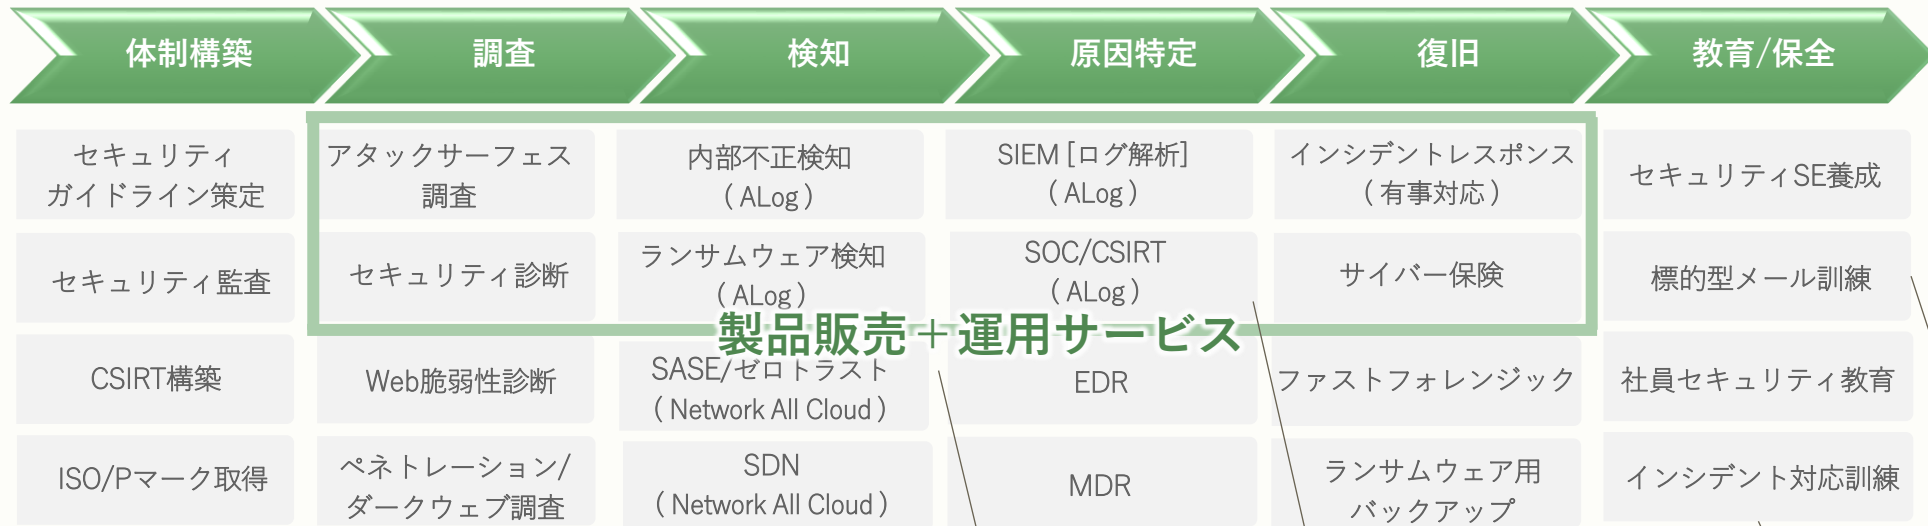 体制構築
調査
検知
原因特定
復旧
教育/保全
セキュリティ
ガイドライン策定
アタックサーフェス
調査
内部不正検知
( ALog )
SIEM [ログ解析]
( ALog )
インシデントレスポンス
( 有事対応 )
セキュリティSE養成
セキュリティ監査
セキュリティ診断
ランサムウェア検知
( ALog )
SOC/CSIRT
( ALog )
サイバー保険
標的型メール訓練
製品販売＋運用サービス
CSIRT構築
Web脆弱性診断
SASE/ゼロトラスト
( Network All Cloud )
EDR
ファストフォレンジック
社員セキュリティ教育
ISO/Pマーク取得
ペネトレーション/
ダークウェブ調査
SDN
( Network All Cloud )
MDR
ランサムウェア用
バックアップ
インシデント対応訓練